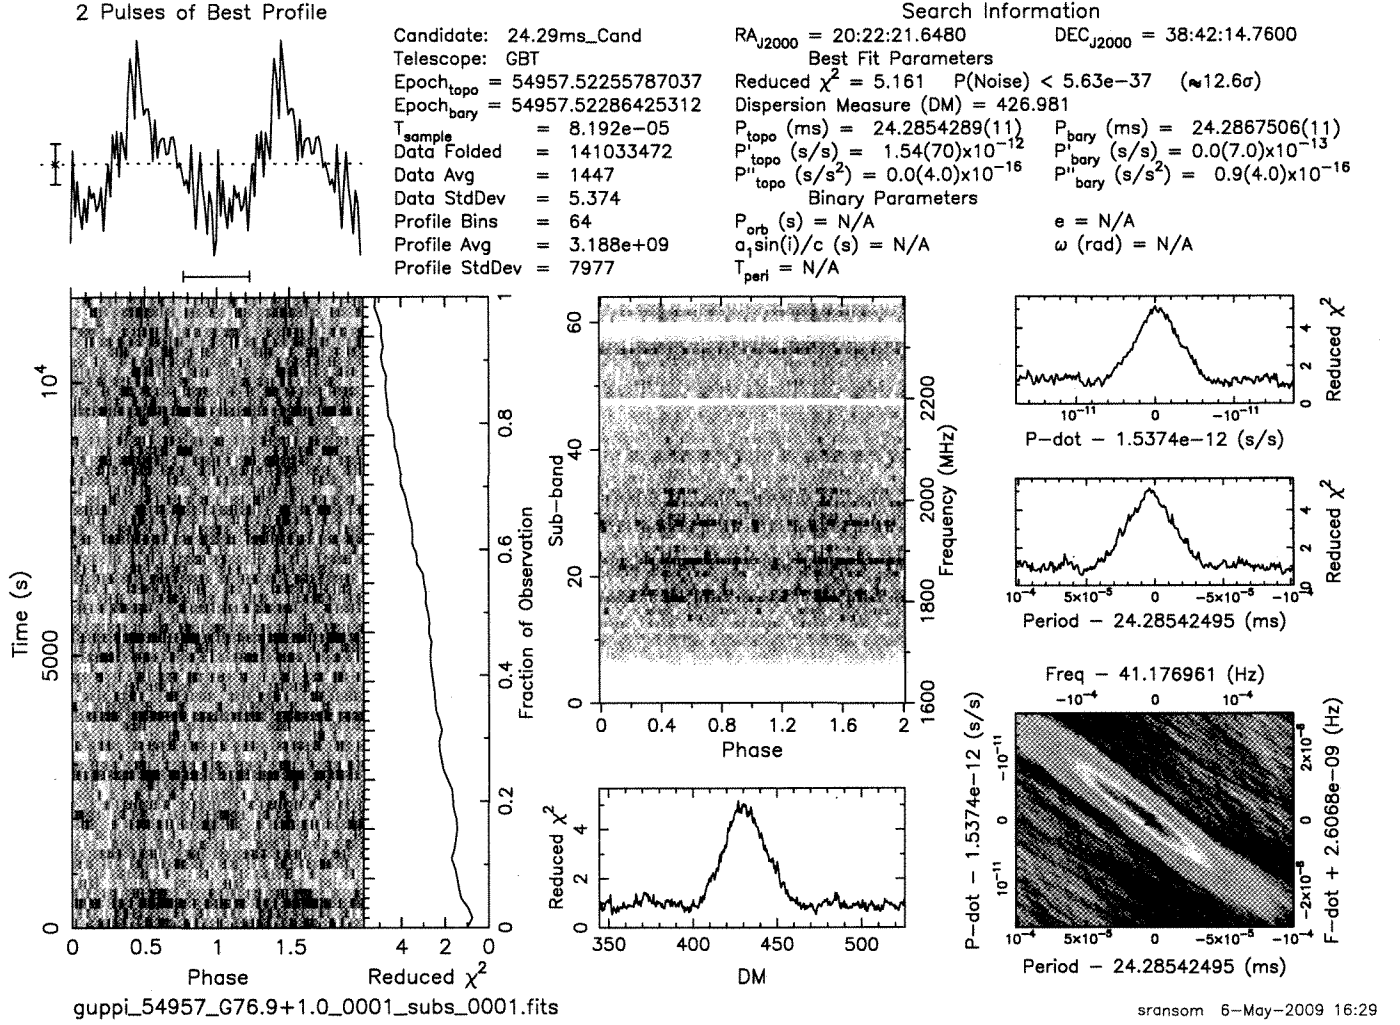 2 Pulses of Best Profile
Search Information
Candidate: 24.29ms_Cand
Telescope: GBT
Epoch_topo = 54957.52255787037
Epoch_bary = 54957.52286425312
T_sample = 8.192e-05
Data Folded = 141033472
Data Avg = 1447
Data StdDev = 5.374
Profile Bins = 64
Profile Avg = 3.188e+09
Profile StdDev = 7977
RA_J2000 = 20:22:21.6480 DEC_J2000 = 38:42:14.7600
Best Fit Parameters
Reduced χ² = 5.161 P(Noise) < 5.63e-37 (≈12.6σ)
Dispersion Measure (DM) = 426.981
P_topo (ms) = 24.2854289(11) P_bary (ms) = 24.2867506(11)
P'_topo (s/s) = 1.54(70)x10⁻¹² P'_bary (s/s) = 0.0(7.0)x10⁻¹³
P''_topo (s/s²) = 0.0(4.0)x10⁻¹⁶ P''_bary (s/s²) = 0.9(4.0)x10⁻¹⁶
Binary Parameters
P_orb (s) = N/A e = N/A
a₁sin(i)/c (s) = N/A ω (rad) = N/A
T_peri = N/A
Time (s)
0 5000 10⁴
0 0.5 1 1.5
Phase
4 2 0
Reduced χ²
0 0.2 0.4 0.6 0.8 1
Fraction of Observation
Sub-band
0 20 40 60
1600 1800 2000 2200
Frequency (MHz)
0 0.4 0.8 1.2 1.6 2
Phase
Reduced χ²
0 2 4
350 400 450 500
DM
0 2 4
Reduced χ²
10⁻¹¹ 0 -10⁻¹¹
P-dot - 1.5374e-12 (s/s)
0 2 4
Reduced χ²
10⁻⁴ 5x10⁻⁵ 0 -5x10⁻⁵ -10⁻⁴
Period - 24.28542495 (ms)
Freq - 41.176961 (Hz)
-10⁻⁴ 0 10⁻⁴
P-dot - 1.5374e-12 (s/s)
10⁻¹¹ 0 -10⁻¹¹
-2x10⁻⁸ 0 2x10⁻⁸
F-dot + 2.6068e-09 (Hz)
10⁻⁴ 5x10⁻⁵ 0 -5x10⁻⁵ -10⁻⁴
Period - 24.28542495 (ms)
guppi_54957_G76.9+1.0_0001_subs_0001.fits
sransom 6-May-2009 16:29